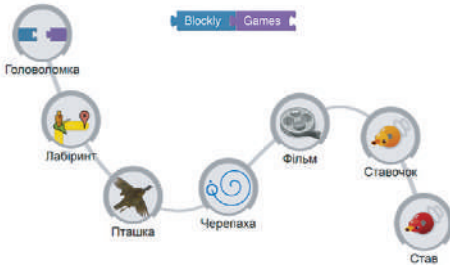 Blockly Games
Головоломка
Лабіринт
Пташка
Черепаха
Фільм
Ставочок
Став